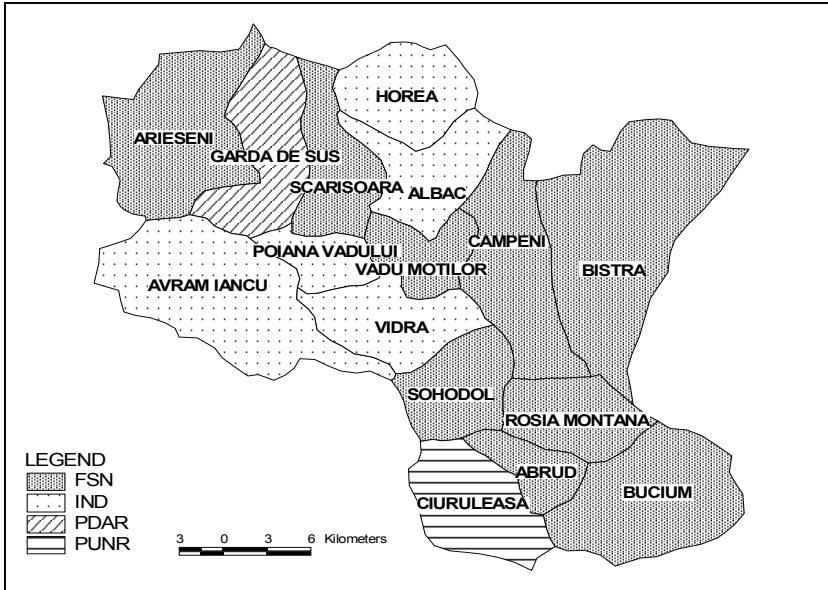 HOREA
ARIESENI
GARDA DE SUS
SCARISOARA
ALBAC
CAMPENI
POIANA VADULUI
VADU MOTILOR
BISTRA
AVRAM IANCU
VIDRA
SOHODOL
ROSIA MONTANA
ABRUD
BUCIUM
CIURULEASA
LEGEND
FSN
IND
PDAR
PUNR
3 0 3 6 Kilometers